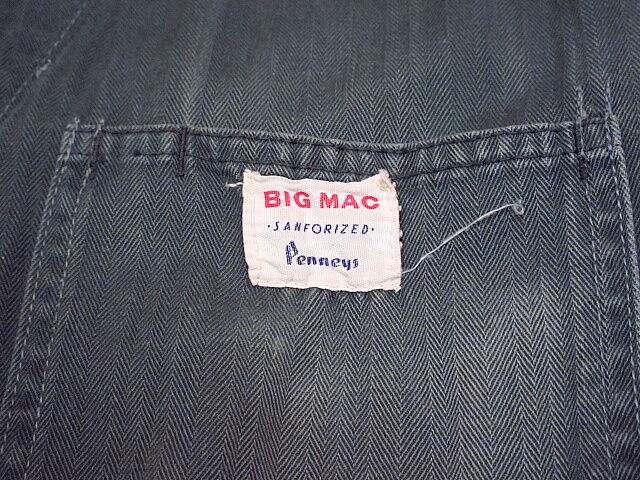 BIG MAC
·SANFORIZED·
Penneys